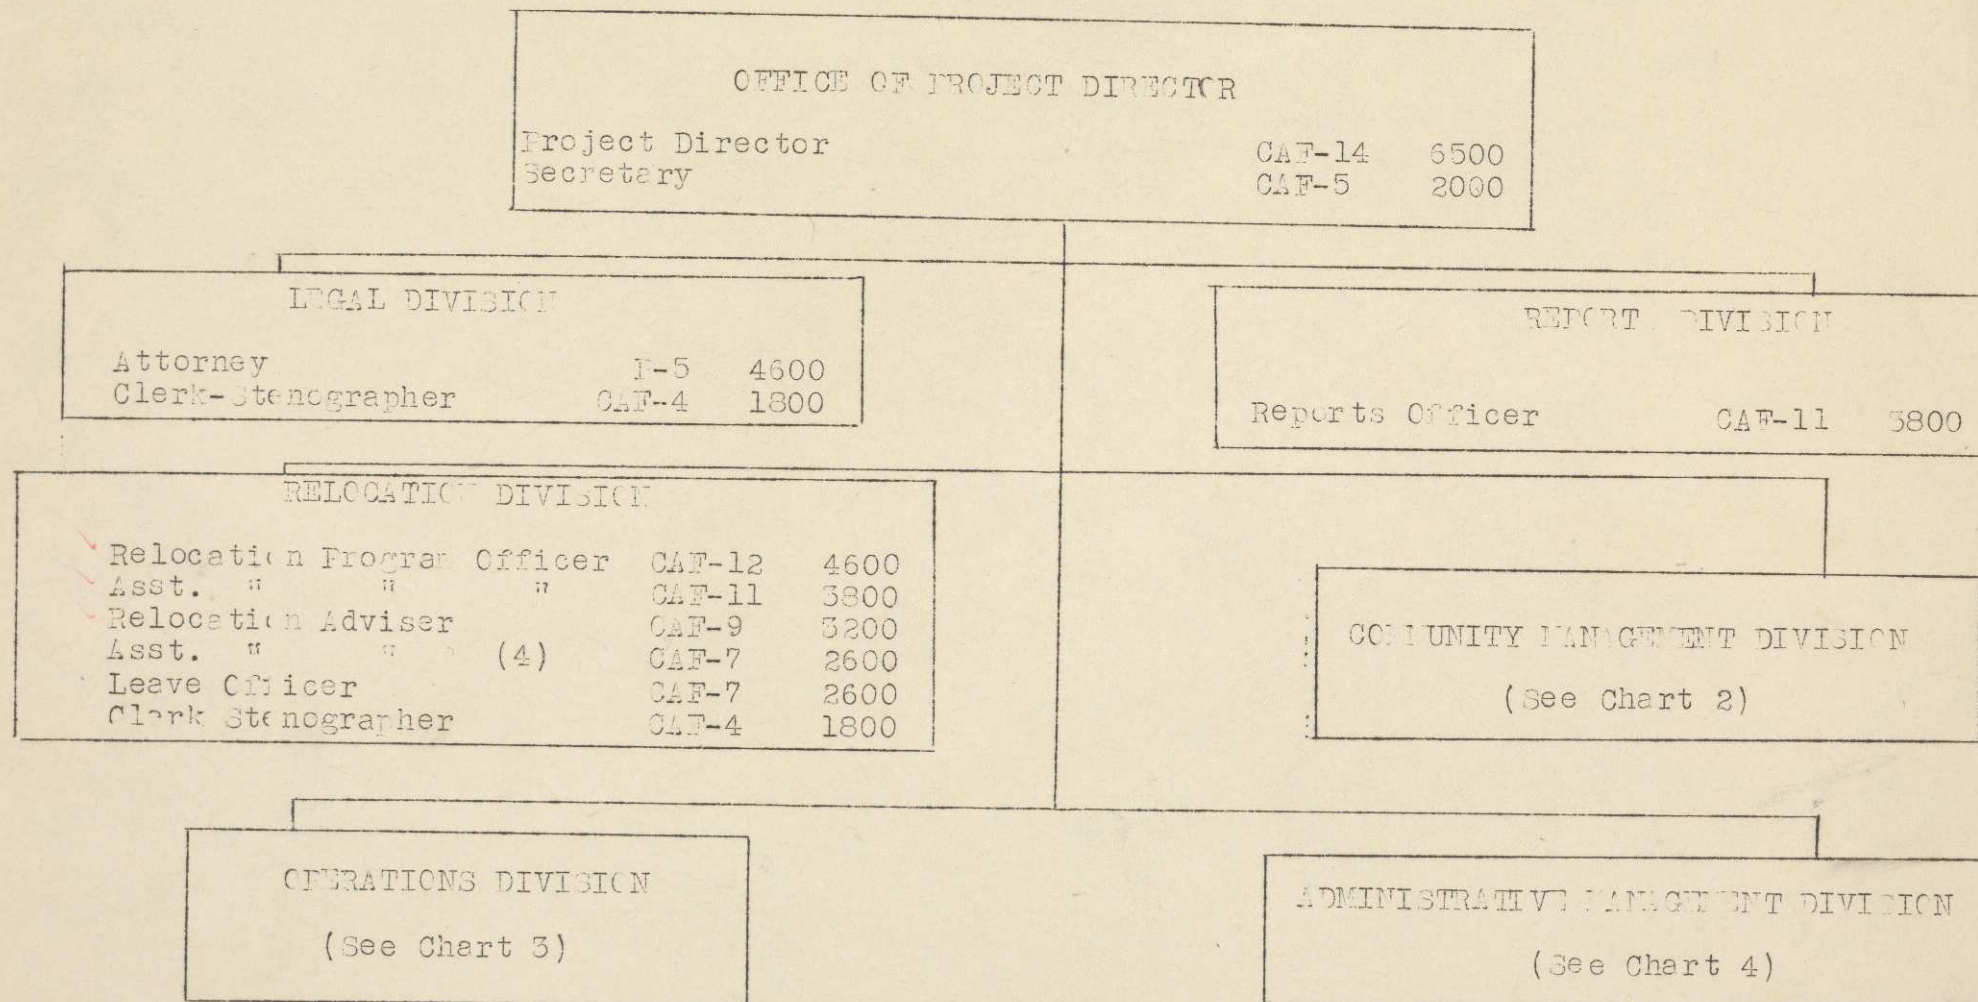 OFFICE OF PROJECT DIRECTOR
Project Director CAF-14 6500
Secretary CAF-5 2000
LEGAL DIVISION
Attorney P-5 4600
Clerk-Stenographer CAF-4 1800
REPORTS DIVISION
Reports Officer CAF-11 3800
RELOCATION DIVISION
Relocation Program Officer CAF-12 4600
Asst. " " " CAF-11 3800
Relocation Adviser CAF-9 3200
Asst. " " (4) CAF-7 2600
Leave Officer CAF-7 2600
Clerk Stenographer CAF-4 1800
COMMUNITY MANAGEMENT DIVISION
(See Chart 2)
OPERATIONS DIVISION
(See Chart 3)
ADMINISTRATIVE MANAGEMENT DIVISION
(See Chart 4)